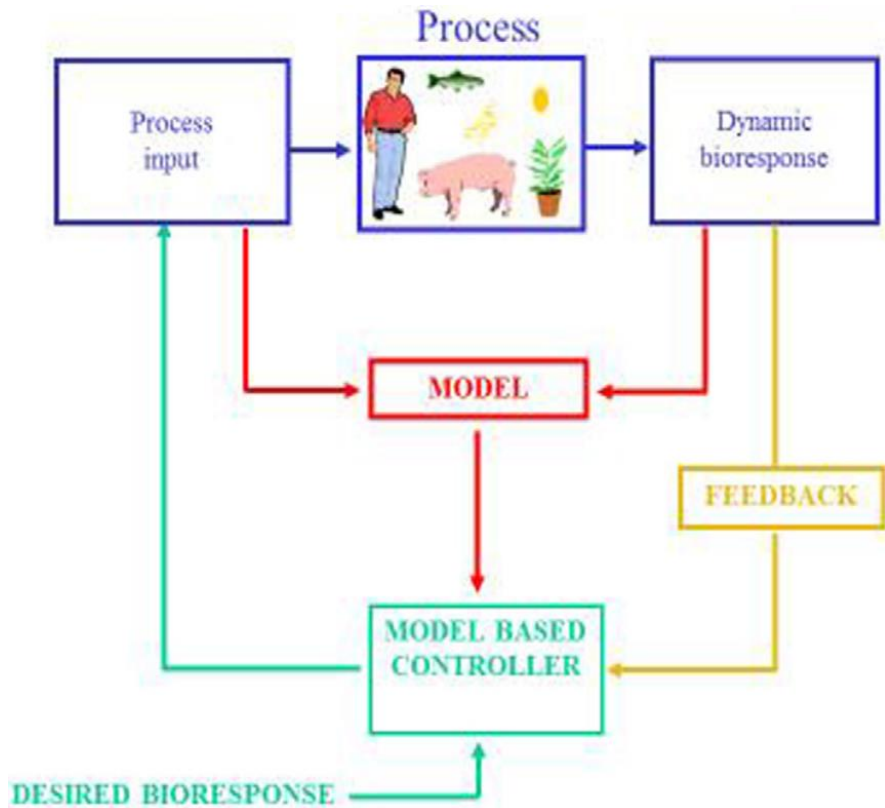 Process
Process
input
Dynamic
bioresponse
MODEL
FEEDBACK
MODEL BASED
CONTROLLER
DESIRED BIORESPONSE